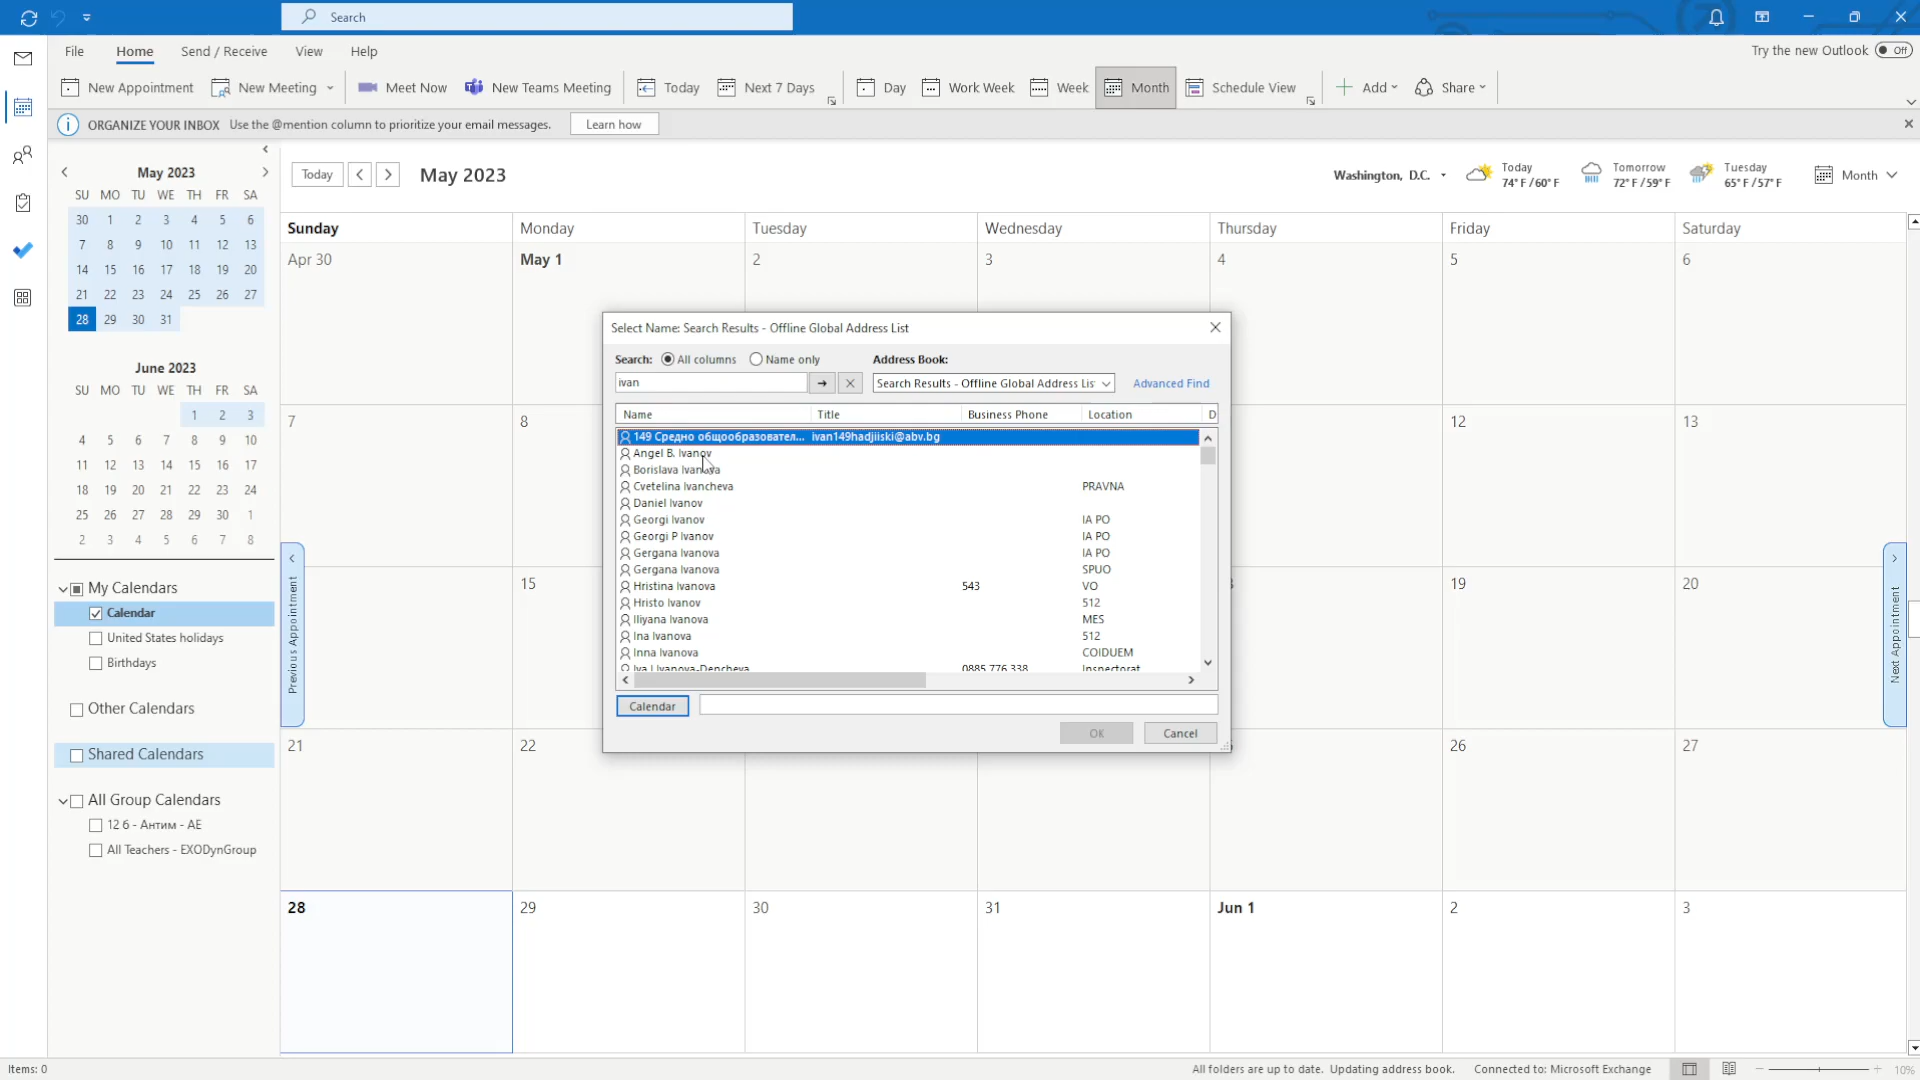 Search
File Home Send / Receive View Help
Try the new Outlook Off
New Appointment New Meeting Meet Now New Teams Meeting Today Next 7 Days Day Work Week Week Month Schedule View Add Share
ORGANIZE YOUR INBOX Use the @mention column to prioritize your email messages. Learn how
May 2023
SU MO TU WE TH FR SA
30 1 2 3 4 5 6
7 8 9 10 11 12 13
14 15 16 17 18 19 20
21 22 23 24 25 26 27
28 29 30 31
June 2023
SU MO TU WE TH FR SA
1 2 3
4 5 6 7 8 9 10
11 12 13 14 15 16 17
18 19 20 21 22 23 24
25 26 27 28 29 30 1
2 3 4 5 6 7 8
My Calendars
Calendar
United States holidays
Birthdays
Other Calendars
Shared Calendars
All Group Calendars
12 б - Антим - АЕ
All Teachers - EXODynGroup
Today May 2023
Washington, D.C.
Today
74° F / 60° F
Tomorrow
72° F / 59° F
Tuesday
65° F / 57° F
Month
Sunday Monday Tuesday Wednesday Thursday Friday Saturday
Apr 30 May 1 2 3 4 5 6
7 8 12 13
15 19 20
21 22 26 27
28 29 30 31 Jun 1 2 3
Previous Appointment
Next Appointment
Select Name: Search Results - Offline Global Address List
Search: All columns Name only Address Book:
ivan Search Results - Offline Global Address Lis Advanced Find
Name Title Business Phone Location D
149 Средно общообразовател... ivan149hadjiiski@abv.bg
Angel B. Ivanov
Borislava Ivanova
Cvetelina Ivancheva PRAVNA
Daniel Ivanov
Georgi Ivanov IA PO
Georgi P Ivanov IA PO
Gergana Ivanova IA PO
Gergana Ivanova SPUO
Hristina Ivanova 543 VO
Hristo Ivanov 512
Iliyana Ivanova MES
Ina Ivanova 512
Inna Ivanova COIDUEM
Iva I Ivanova-Dencheva 0885 776 338 Inspectorat
Calendar
OK Cancel
Items: 0
All folders are up to date. Updating address book. Connected to: Microsoft Exchange 10%